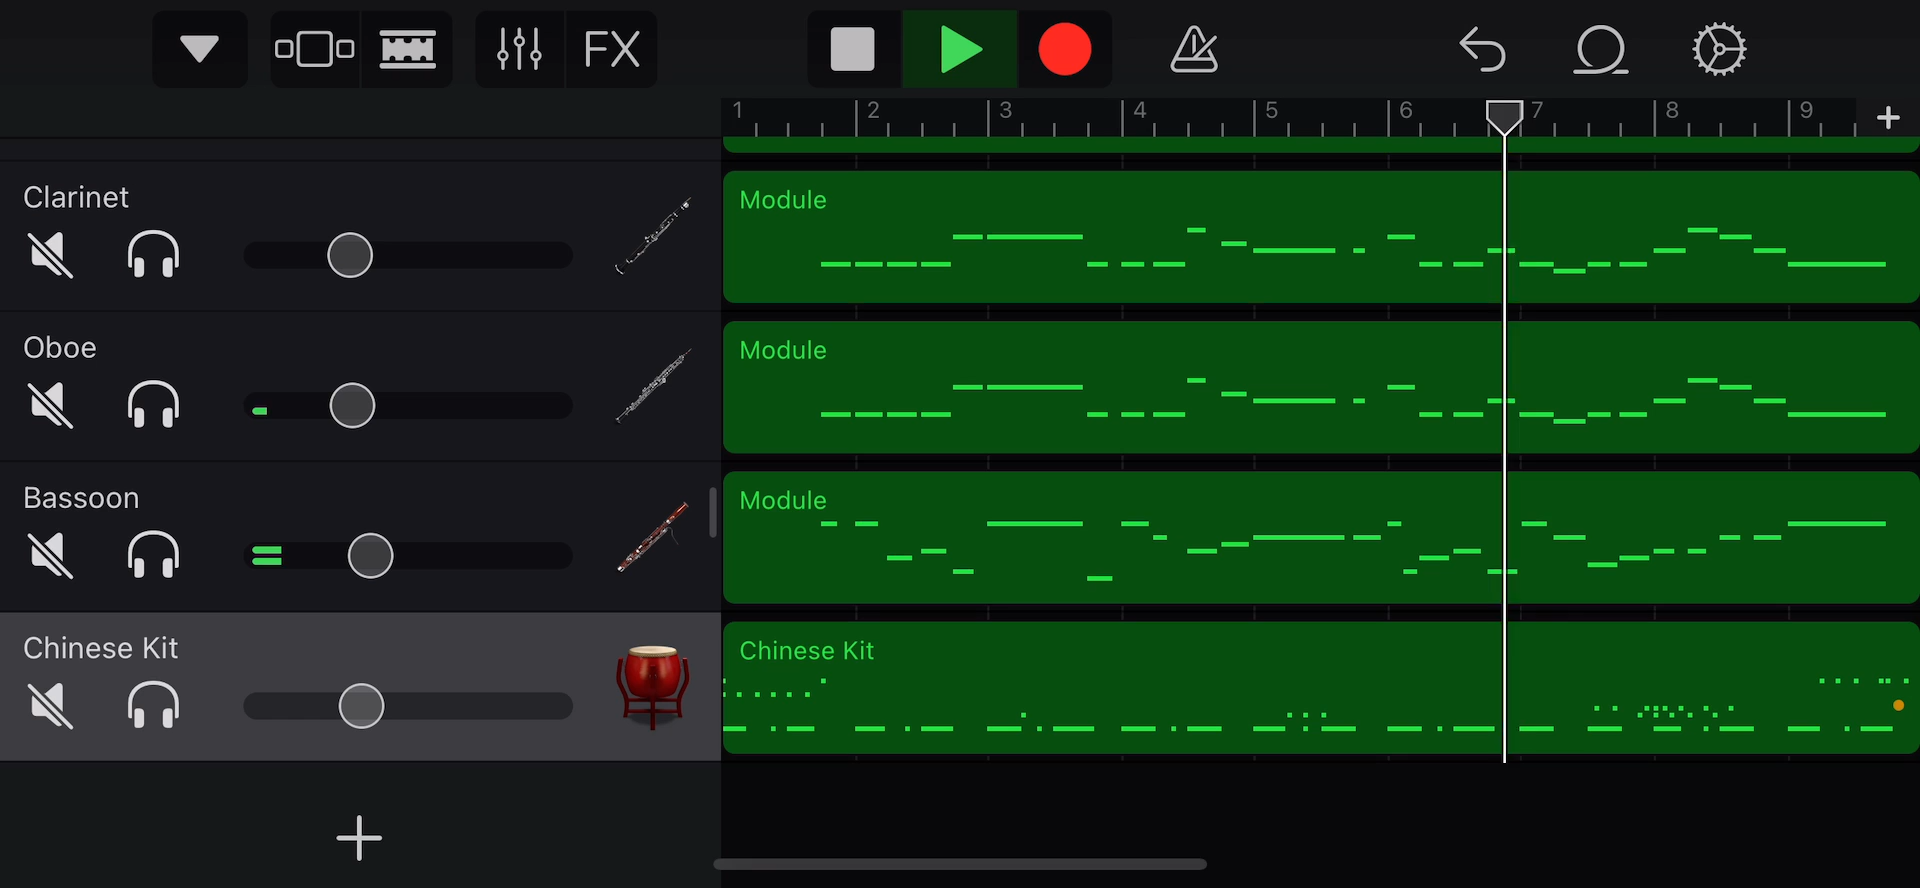 FX
1 2 3 4 5 6 7 8 9
Clarinet
Module
Oboe
Module
Bassoon
Module
Chinese Kit
Chinese Kit